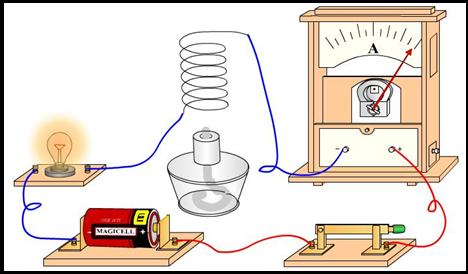 A
- +
MAGICELL
+